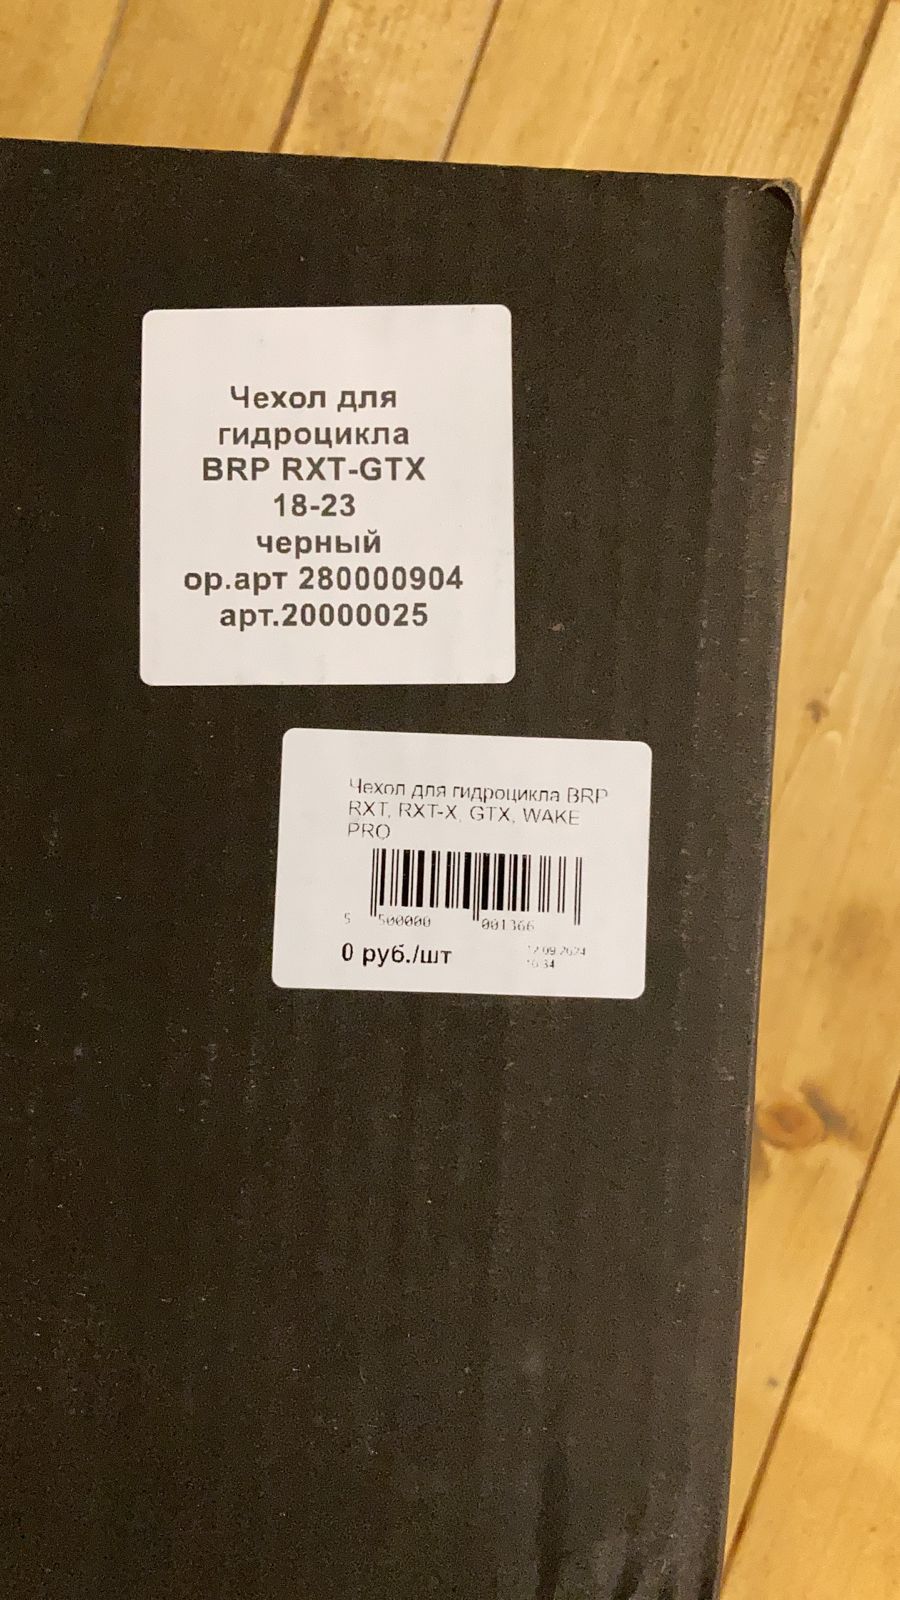 Чехол для
гидроцикла
BRP RXT-GTX
18-23
черный
ор.арт 280000904
арт.20000025
Чехол для гидроцикла BRP
RXT, RXT-X, GTX, WAKE
PRO
5 500000 001366
0 руб./шт